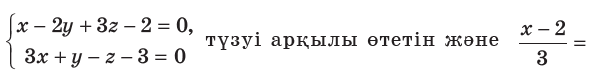 x − 2y + 3z − 2 = 0,
3x + y − z − 3 = 0
түзуі арқылы өтетін және (x − 2)/3 =